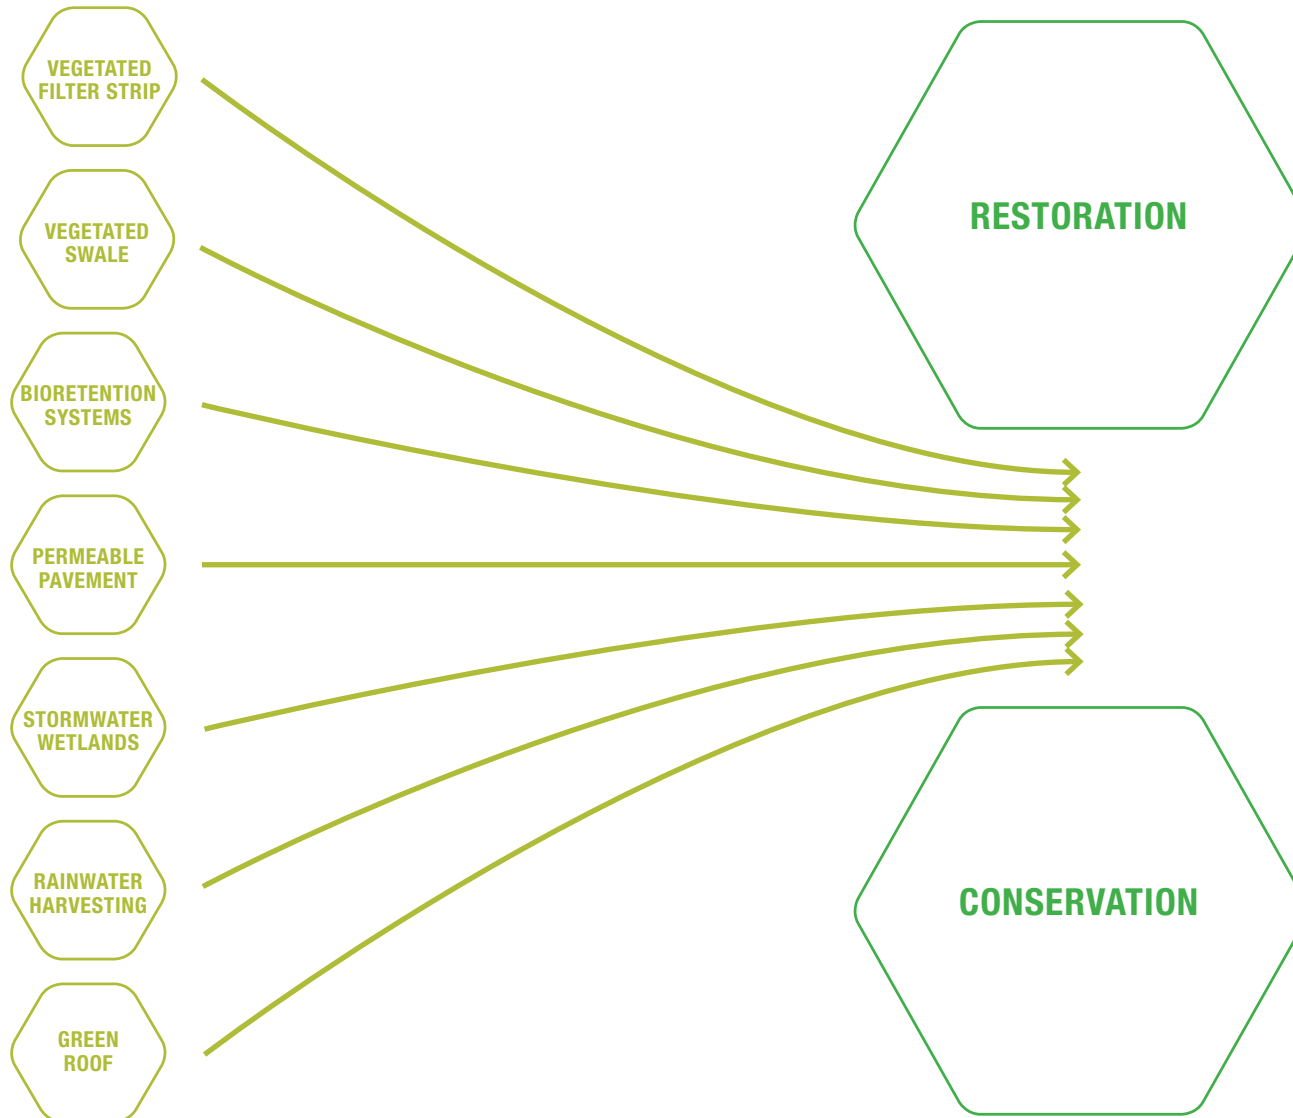 VEGETATED
FILTER STRIP
VEGETATED
SWALE
BIORETENTION
SYSTEMS
PERMEABLE
PAVEMENT
STORMWATER
WETLANDS
RAINWATER
HARVESTING
GREEN
ROOF
RESTORATION
CONSERVATION